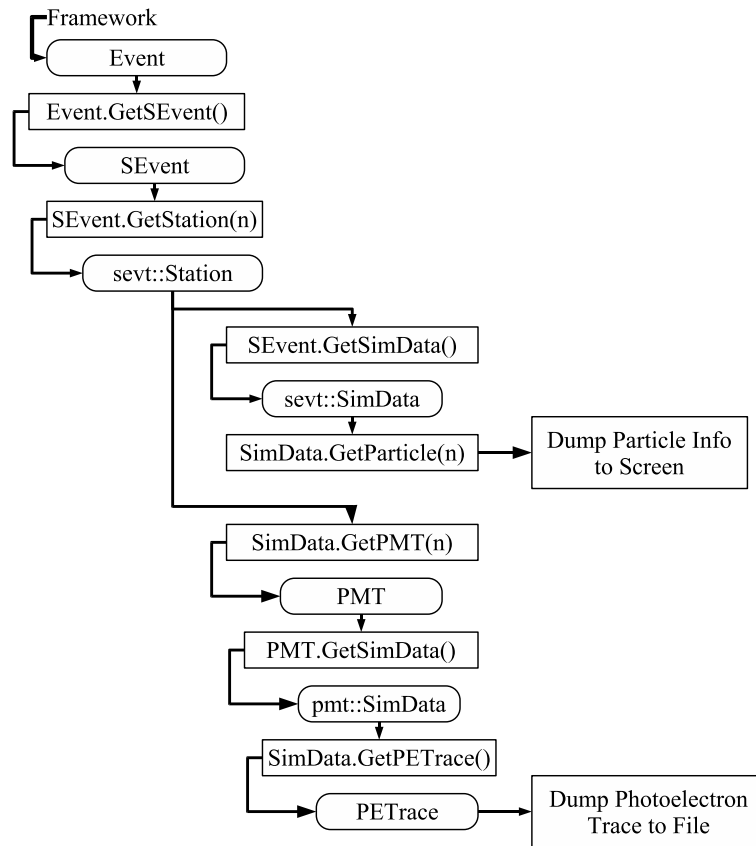 Framework
Event
Event.GetSEvent()
SEvent
SEvent.GetStation(n)
sevt::Station
SEvent.GetSimData()
sevt::SimData
SimData.GetParticle(n)
Dump Particle Info
to Screen
SimData.GetPMT(n)
PMT
PMT.GetSimData()
pmt::SimData
SimData.GetPETrace()
PETrace
Dump Photoelectron
Trace to File